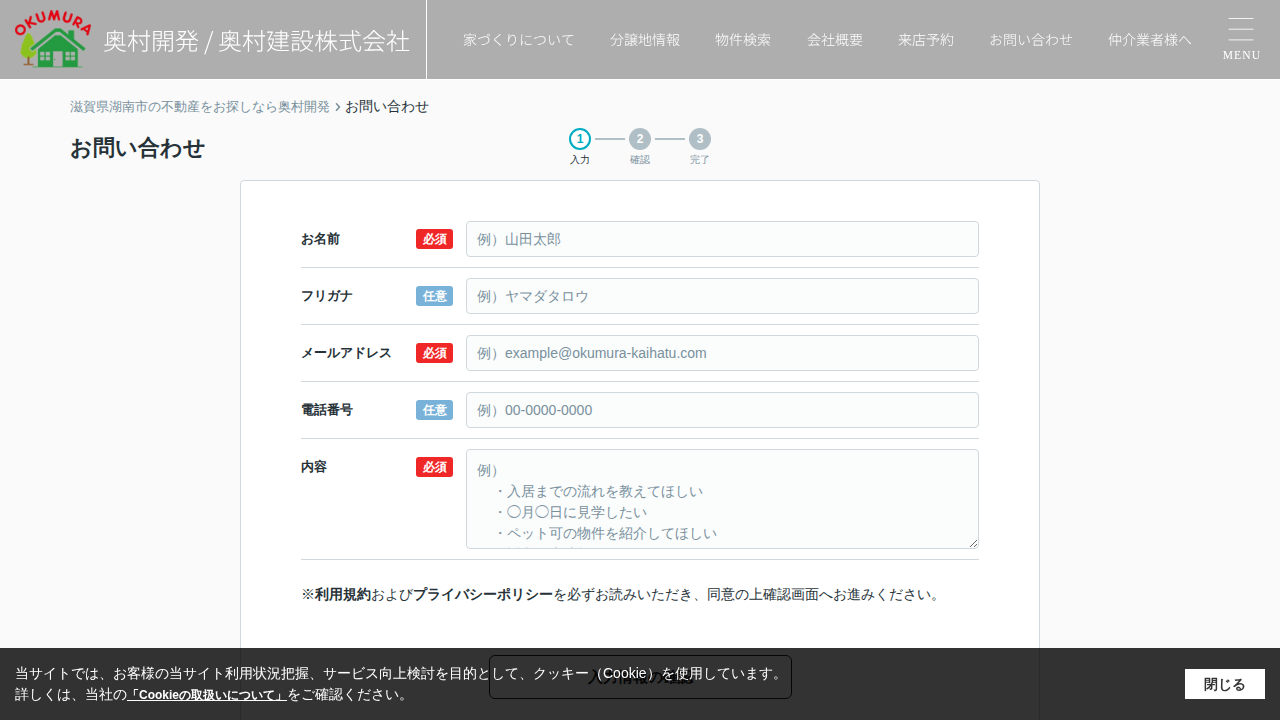 OKUMURA
奥村開発 / 奥村建設株式会社
家づくりについて
分譲地情報
物件検索
会社概要
来店予約
お問い合わせ
仲介業者様へ
MENU
滋賀県湖南市の不動産をお探しなら奥村開発 > お問い合わせ
お問い合わせ
1 2 3
入力 確認 完了
お名前 必須 例）山田太郎
フリガナ 任意 例）ヤマダタロウ
メールアドレス 必須 例）example@okumura-kaihatu.com
電話番号 任意 例）00-0000-0000
内容 必須 例）
・入居までの流れを教えてほしい
・〇月〇日に見学したい
・ペット可の物件を紹介してほしい
※利用規約およびプライバシーポリシーを必ずお読みいただき、同意の上確認画面へお進みください。
入力情報の確認
当サイトでは、お客様の当サイト利用状況把握、サービス向上検討を目的として、クッキー（Cookie）を使用しています。
詳しくは、当社の「Cookieの取扱いについて」をご確認ください。
閉じる